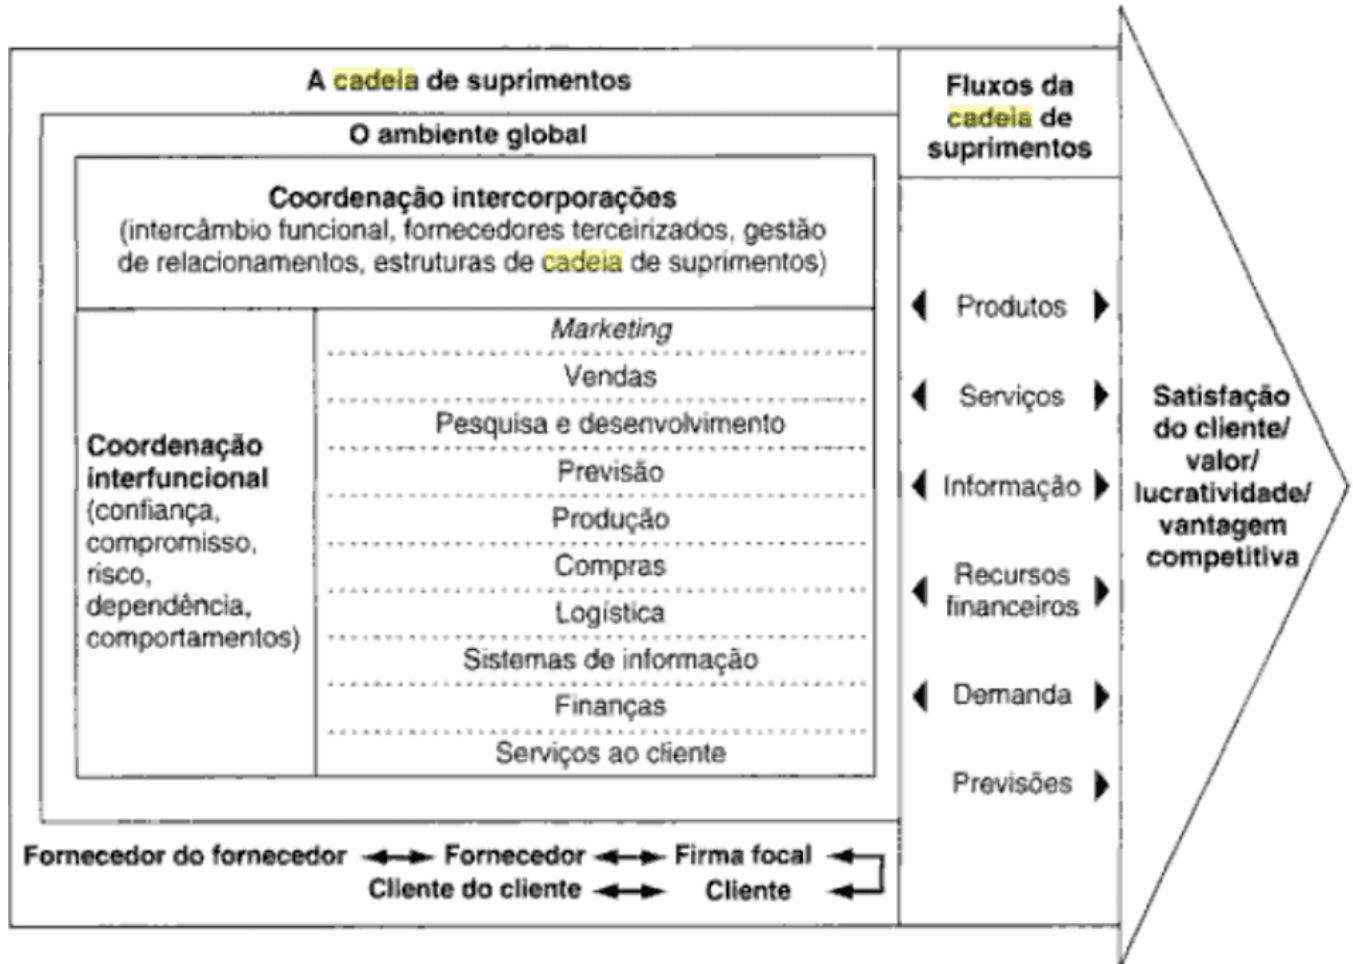 A cadeia de suprimentos
O ambiente global
Coordenação intercorporações
(intercâmbio funcional, fornecedores terceirizados, gestão
de relacionamentos, estruturas de cadeia de suprimentos)
Coordenação
interfuncional
(confiança,
compromisso,
risco,
dependência,
comportamentos)
Marketing
Vendas
Pesquisa e desenvolvimento
Previsão
Produção
Compras
Logística
Sistemas de informação
Finanças
Serviços ao cliente
Fornecedor do fornecedor Fornecedor Firma focal
Cliente do cliente Cliente
Fluxos da
cadeia de
suprimentos
Produtos
Serviços
Informação
Recursos
financeiros
Demanda
Previsões
Satisfação
do cliente/
valor/
lucratividade/
vantagem
competitiva